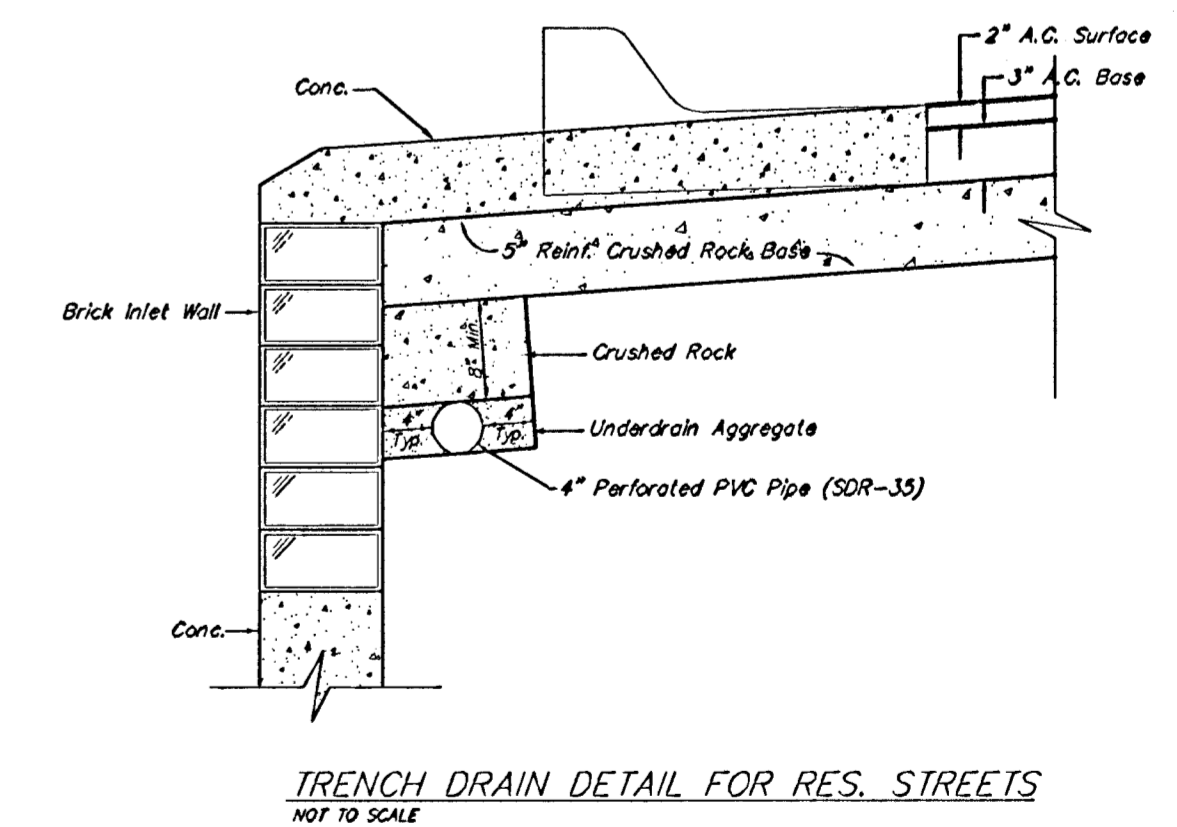 2" A.C. Surface
3" A.C. Base
Conc.
5" Reinf. Crushed Rock Base
Brick Inlet Wall
8" Min.
Crushed Rock
4" 4"
Typ. Typ.
Underdrain Aggregate
4" Perforated PVC Pipe (SDR-35)
Conc.
TRENCH DRAIN DETAIL FOR RES. STREETS
NOT TO SCALE